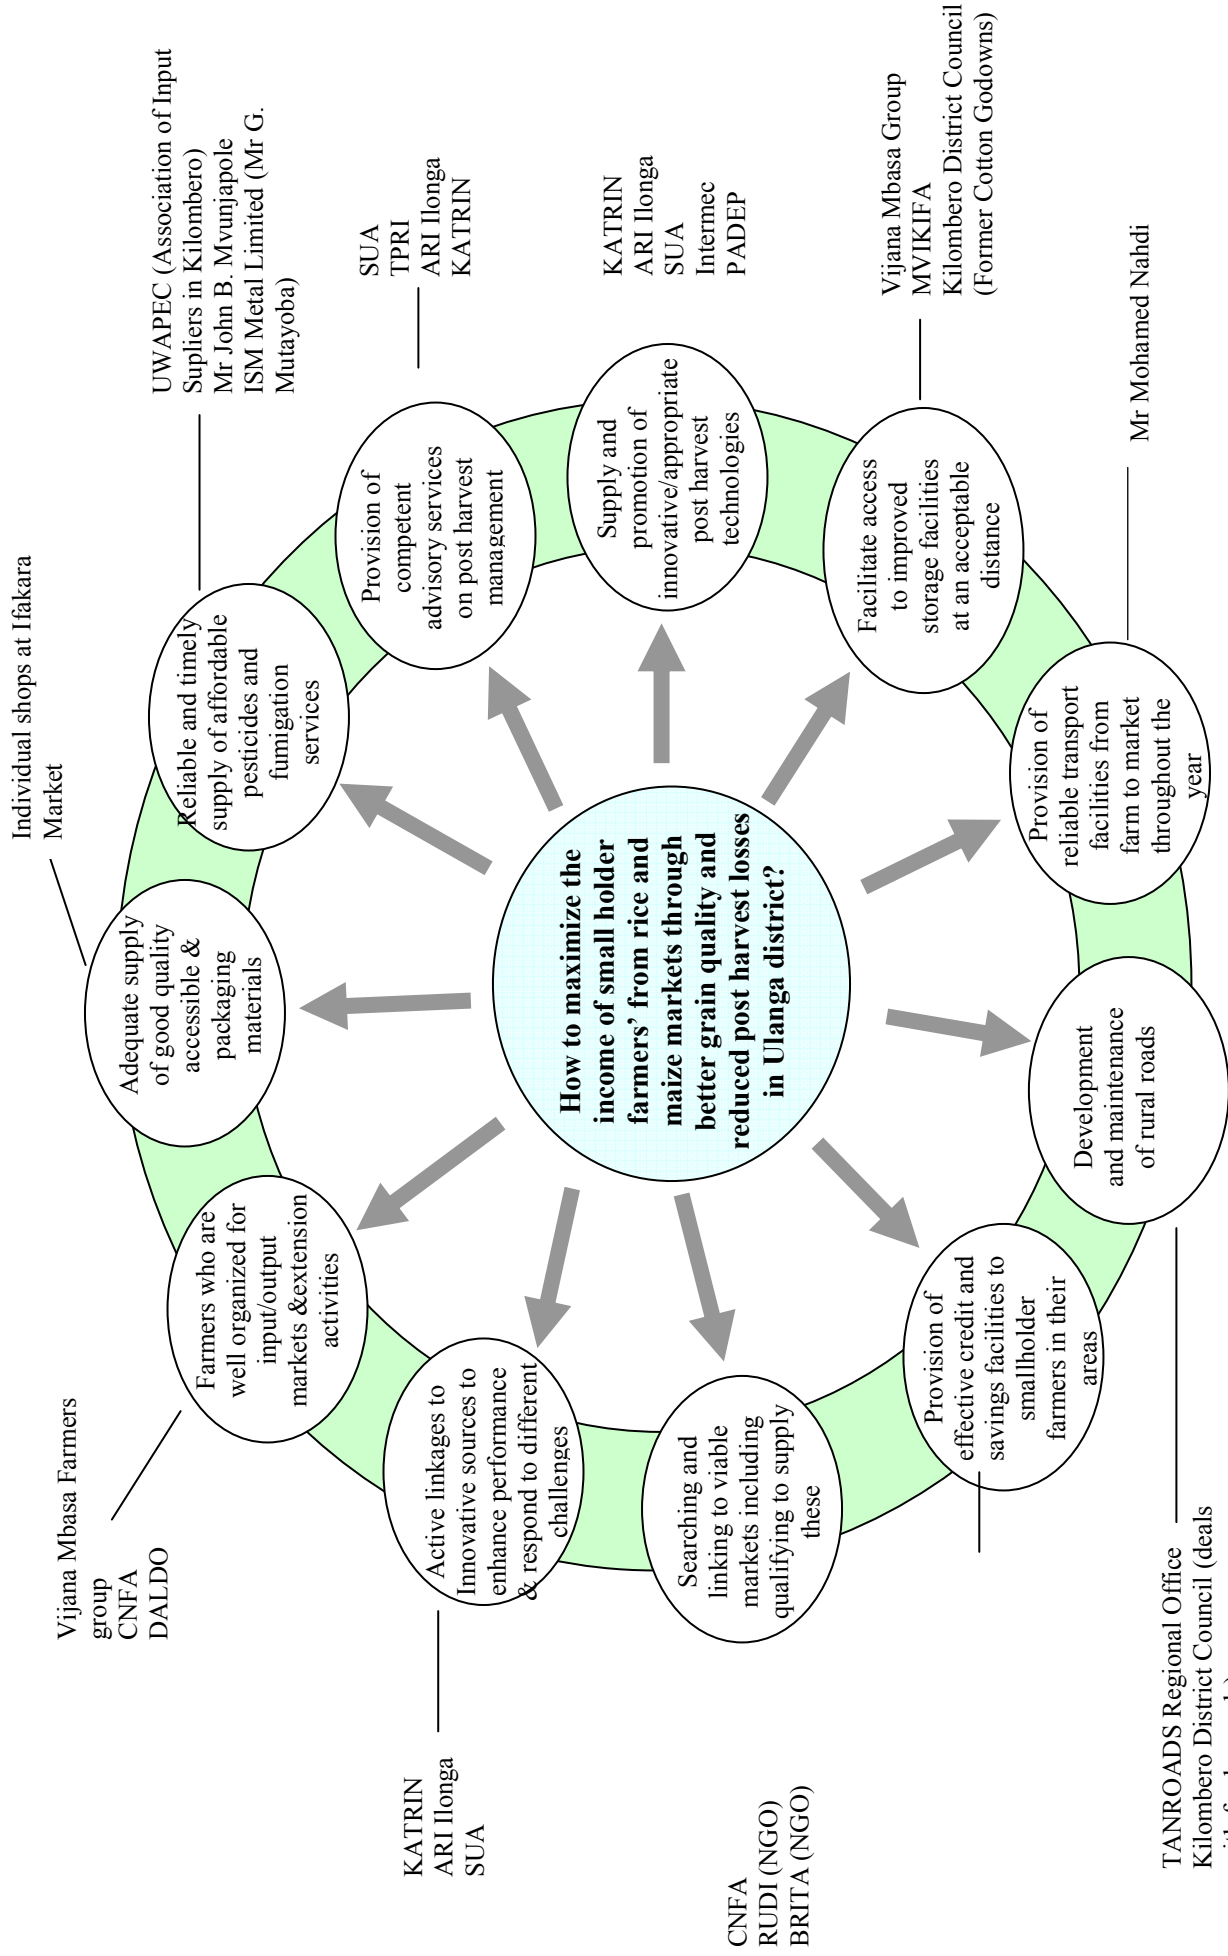 Individual shops at Ifakara
Market
Vijana Mbasa Farmers
group
CNFA
DALDO
UWAPEC (Association of Input
Supliers in Kilombero)
Mr John B. Mvunjapole
ISM Metal Limited (Mr G.
Mutayoba)
Adequate supply
of good quality
accessible &
packaging
materials
Reliable and timely
supply of affordable
pesticides and
fumigation
services
Farmers who are
well organized for
input/output
markets &extension
activities
SUA
TPRI
ARI Ilonga
KATRIN
Provision of
competent
advisory services
on post harvest
management
KATRIN
ARI Ilonga
SUA
Active linkages to
Innovative sources to
enhance performance
& respond to different
challenges
How to maximize the
income of small holder
farmers’ from rice and
maize markets through
better grain quality and
reduced post harvest losses
in Ulanga district?
Supply and
promotion of
innovative/appropriate
post harvest
technologies
KATRIN
ARI Ilonga
SUA
Intermec
PADEP
CNFA
RUDI (NGO)
BRITA (NGO)
Searching and
linking to viable
markets including
qualifying to supply
these
Facilitate access
to improved
storage facilities
at an acceptable
distance
Vijana Mbasa Group
MVIKIFA
Kilombero District Council
(Former Cotton Godowns)
Provision of
effective credit and
savings facilities to
smallholder
farmers in their
areas
Provision of
reliable transport
facilities from
farm to market
throughout the
year
Mr Mohamed Nahdi
Development
and maintenance
of rural roads
TANROADS Regional Office
Kilombero District Council (deals